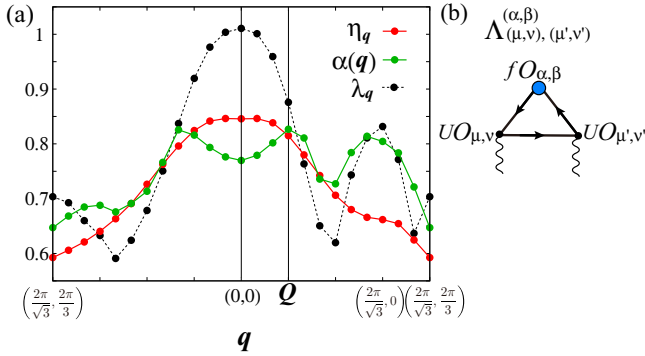 (a)
1
0.9
0.8
0.7
0.6
η_q
α(q)
λ_q
(2π/√3, 2π/3)
(0,0)
Q
(2π/√3, 0)
(2π/√3, 2π/3)
q
(b)
Λ^(α,β)_(μ,ν), (μ',ν')
fO_α,β
UO_μ,ν
UO_μ',ν'